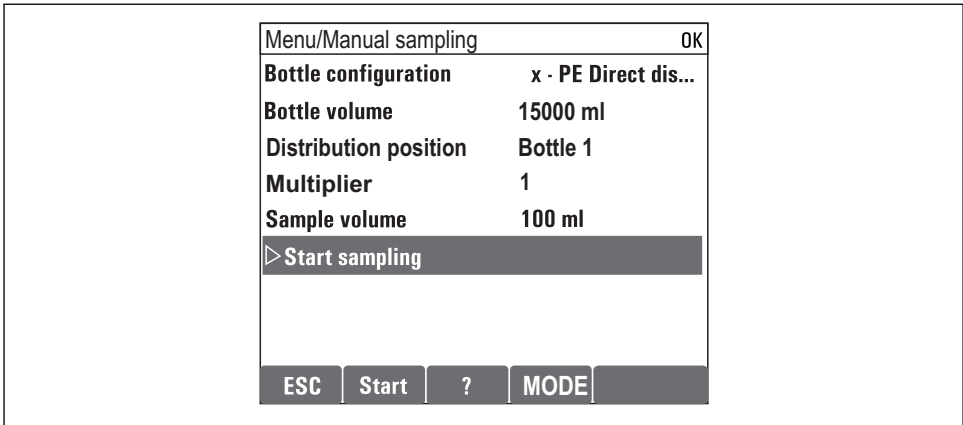 Menu/Manual sampling OK
Bottle configuration x - PE Direct dis...
Bottle volume 15000 ml
Distribution position Bottle 1
Multiplier 1
Sample volume 100 ml
▷Start sampling
ESC Start ? MODE